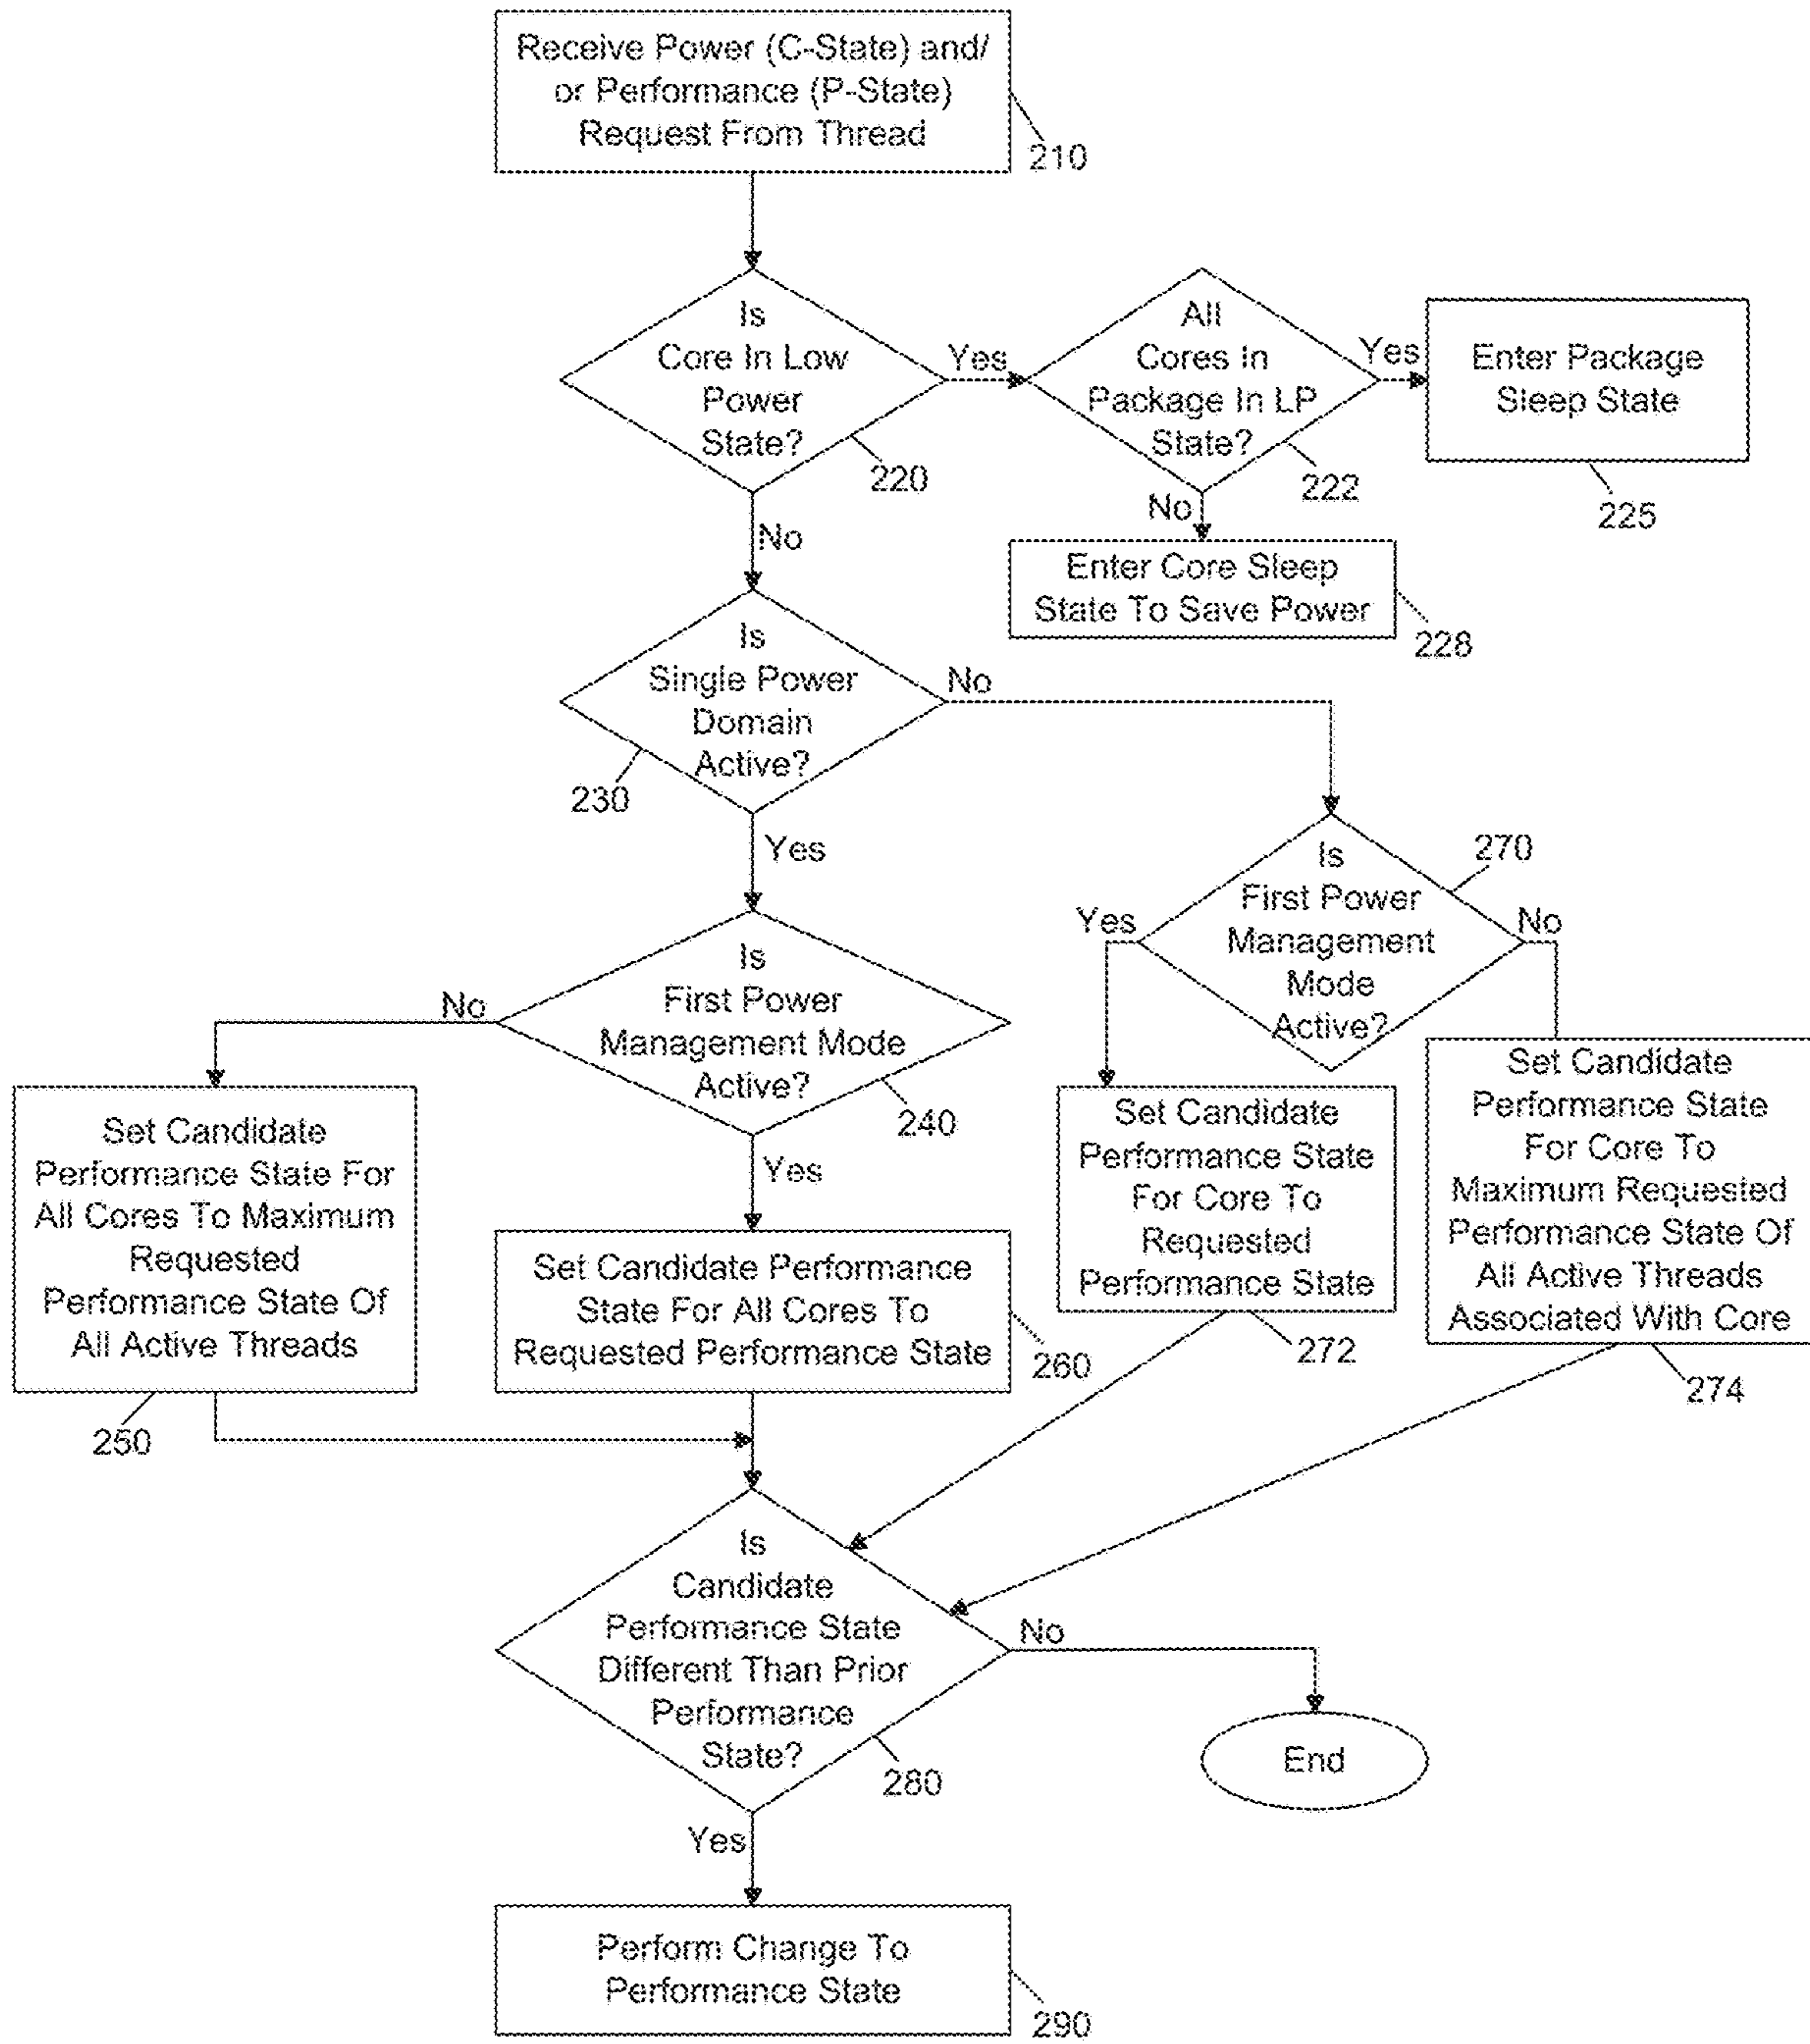 Receive Power (C-State) and/
or Performance (P-State)
Request From Thread
210
Is
Core In Low
Power
State?
220
Yes
No
All
Cores In
Package In LP
State?
222
Yes
No
Enter Package
Sleep State
225
Enter Core Sleep
State To Save Power
228
Is
Single Power
Domain
Active?
230
No
Yes
Is
First Power
Management Mode
Active?
240
No
Yes
Is
First Power
Management
Mode
Active?
270
Yes
No
Set Candidate
Performance State For
All Cores To Maximum
Requested
Performance State Of
All Active Threads
250
Set Candidate Performance
State For All Cores To
Requested Performance State
260
Set Candidate
Performance State
For Core To
Requested
Performance State
272
Set Candidate
Performance State
For Core To
Maximum Requested
Performance State Of
All Active Threads
Associated With Core
274
Is
Candidate
Performance State
Different Than Prior
Performance
State?
280
No
Yes
End
Perform Change To
Performance State
290